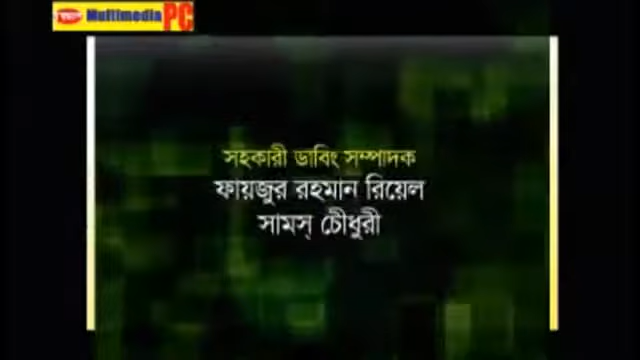 Multimedia PC
সহকারী ডাবিং সম্পাদক
ফায়জুর রহমান রিয়েল
সামস্ চৌধুরী